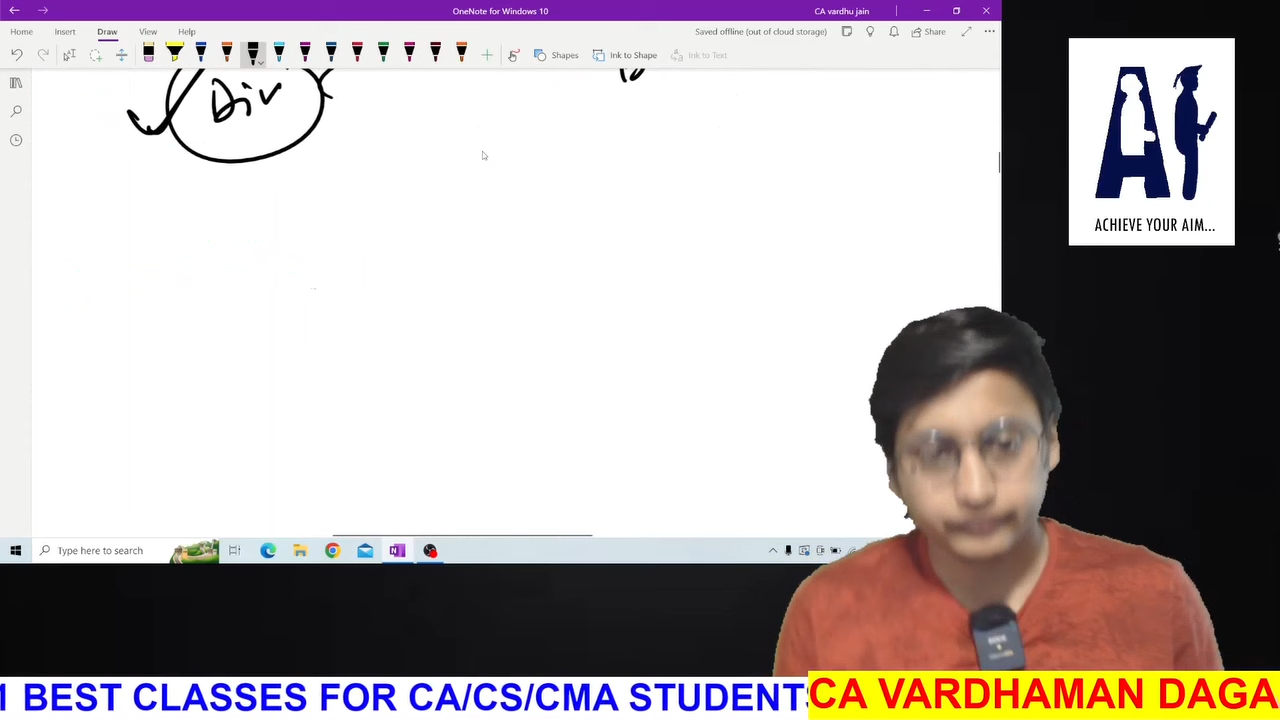 OneNote for Windows 10
CA vardhu jain
Home Insert Draw View Help
Saved offline (out of cloud storage)
Share
Shapes
Ink to Shape
Ink to Text
Div
AI
ACHIEVE YOUR AIM...
Type here to search
1 BEST CLASSES FOR CA/CS/CMA STUDENTS
CA VARDHAMAN DAGA